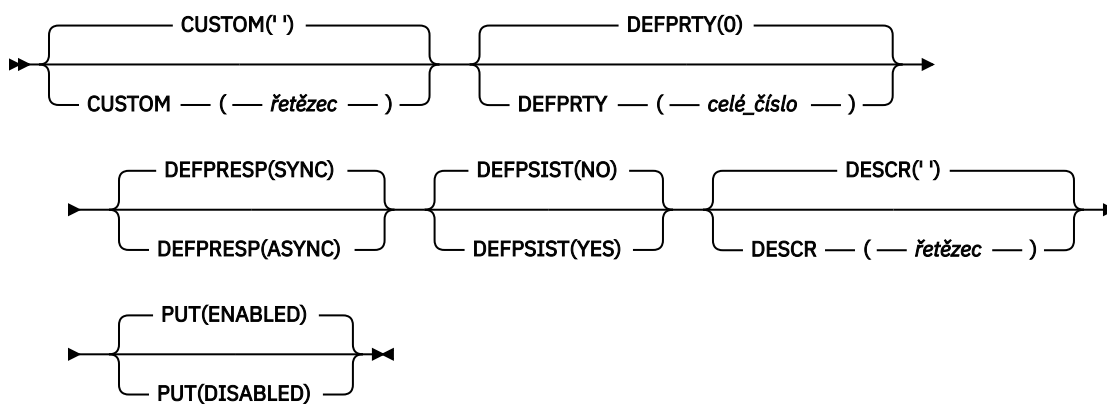 CUSTOM(' ') DEFPRTY(0)
CUSTOM ( řetězec ) DEFPRTY ( celé_číslo )
DEFPRESP(SYNC) DEFPSIST(NO) DESCR(' ')
DEFPRESP(ASYNC) DEFPSIST(YES) DESCR ( řetězec )
PUT(ENABLED)
PUT(DISABLED)